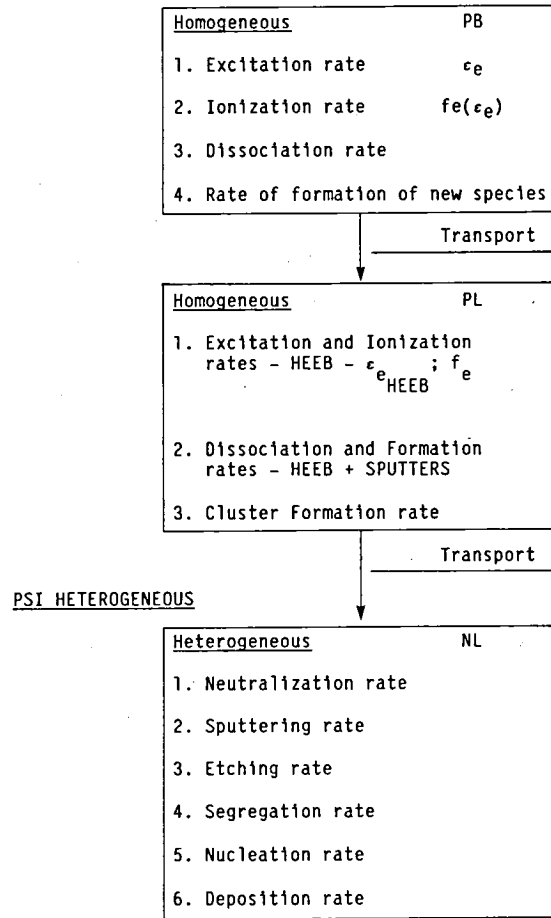 Homogeneous PB
1. Excitation rate εe
2. Ionization rate fe(εe)
3. Dissociation rate
4. Rate of formation of new species
Transport
Homogeneous PL
1. Excitation and Ionization
rates – HEEB – εe HEEB ; fe
2. Dissociation and Formation
rates – HEEB + SPUTTERS
3. Cluster Formation rate
Transport
PSI HETEROGENEOUS
Heterogeneous NL
1. Neutralization rate
2. Sputtering rate
3. Etching rate
4. Segregation rate
5. Nucleation rate
6. Deposition rate